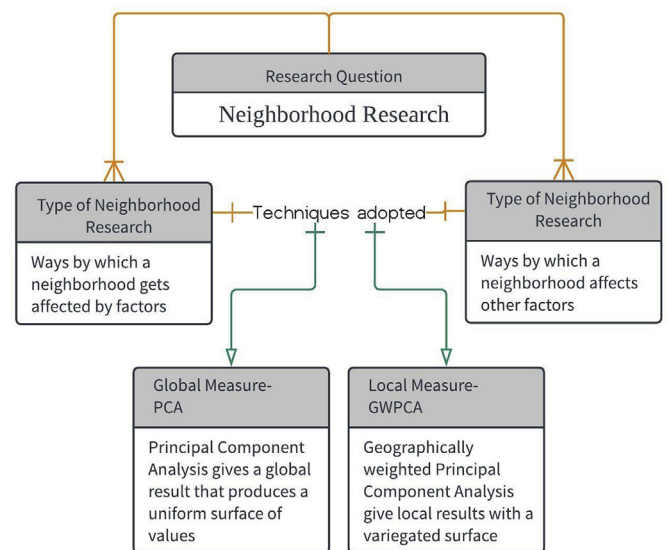 Research Question
Neighborhood Research
Type of Neighborhood
Research
Ways by which a
neighborhood gets
affected by factors
Techniques adopted
Type of Neighborhood
Research
Ways by which a
neighborhood affects
other factors
Global Measure-
PCA
Principal Component
Analysis gives a global
result that produces a
uniform surface of
values
Local Measure-
GWPCA
Geographically
weighted Principal
Component Analysis
give local results with a
variegated surface